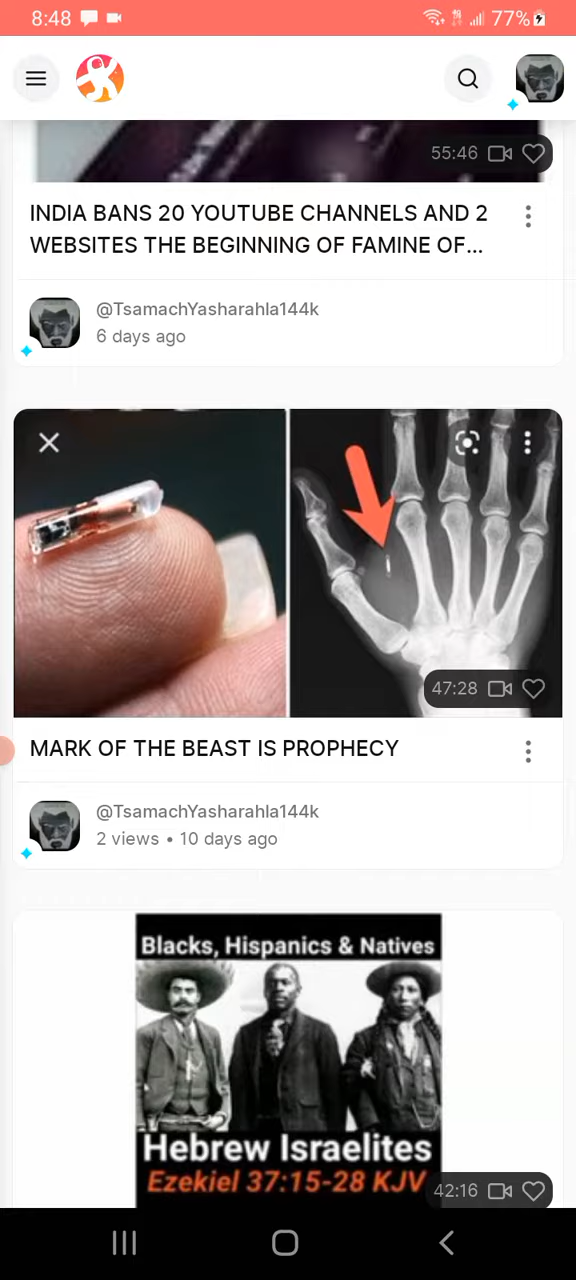 8:48
77%
55:46
INDIA BANS 20 YOUTUBE CHANNELS AND 2
WEBSITES THE BEGINNING OF FAMINE OF...
@TsamachYasharahla144k
6 days ago
47:28
MARK OF THE BEAST IS PROPHECY
@TsamachYasharahla144k
2 views • 10 days ago
Blacks, Hispanics & Natives
Hebrew Israelites
Ezekiel 37:15-28 KJV
42:16